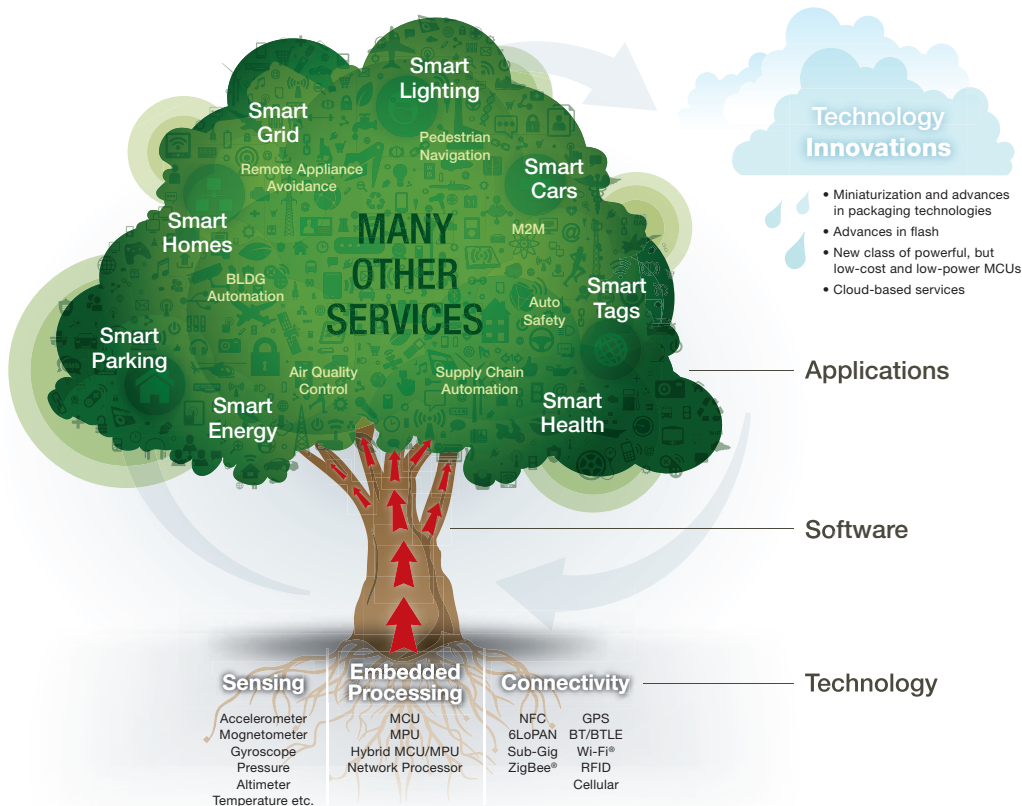 Smart
Lighting
Smart
Grid
Pedestrian
Navigation
Remote Appliance
Avoidance
Smart
Cars
Smart
Homes
MANY
OTHER
SERVICES
M2M
BLDG
Automation
Smart
Tags
Auto
Safety
Smart
Parking
Air Quality
Control
Supply Chain
Automation
Smart
Energy
Smart
Health
Technology
Innovations
• Miniaturization and advances
in packaging technologies
• Advances in flash
• New class of powerful, but
low-cost and low-power MCUs
• Cloud-based services
Applications
Software
Technology
Sensing
Accelerometer
Mognetometer
Gyroscope
Pressure
Altimeter
Temperature etc.
Embedded
Processing
MCU
MPU
Hybrid MCU/MPU
Network Processor
Connectivity
NFC
6LoPAN
Sub-Gig
ZigBee®
GPS
BT/BTLE
Wi-Fi®
RFID
Cellular